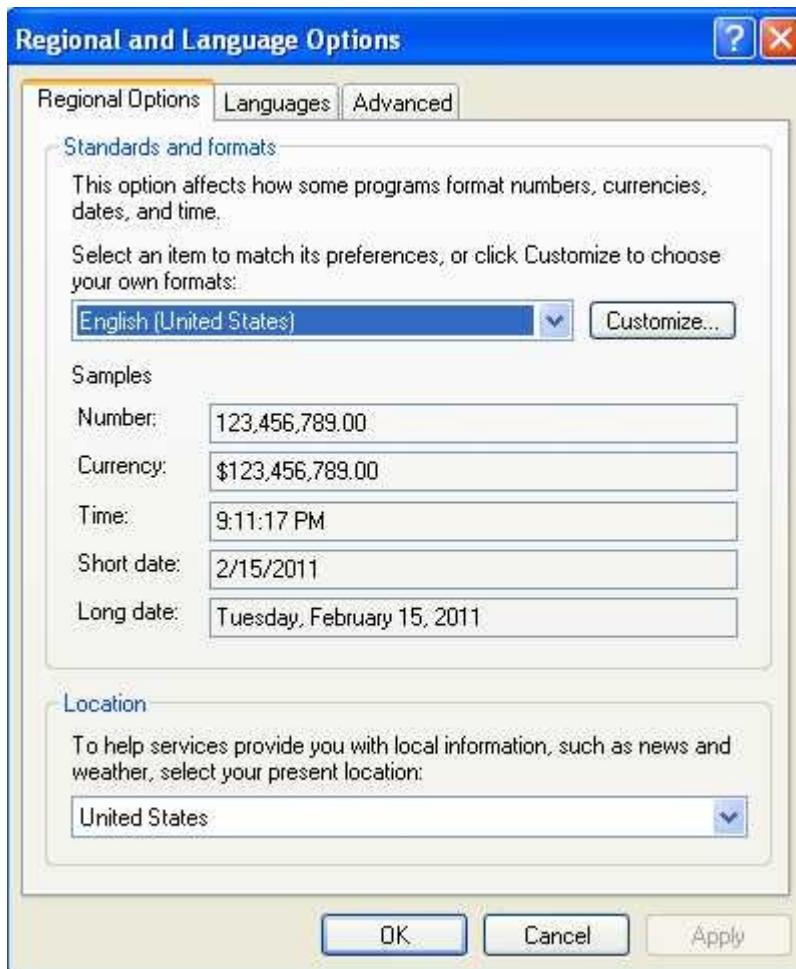 Regional and Language Options
Regional Options Languages Advanced
Standards and formats
This option affects how some programs format numbers, currencies,
dates, and time.
Select an item to match its preferences, or click Customize to choose
your own formats:
English (United States) Customize...
Samples
Number: 123,456,789.00
Currency: $123,456,789.00
Time: 9:11:17 PM
Short date: 2/15/2011
Long date: Tuesday, February 15, 2011
Location
To help services provide you with local information, such as news and
weather, select your present location:
United States
OK Cancel Apply